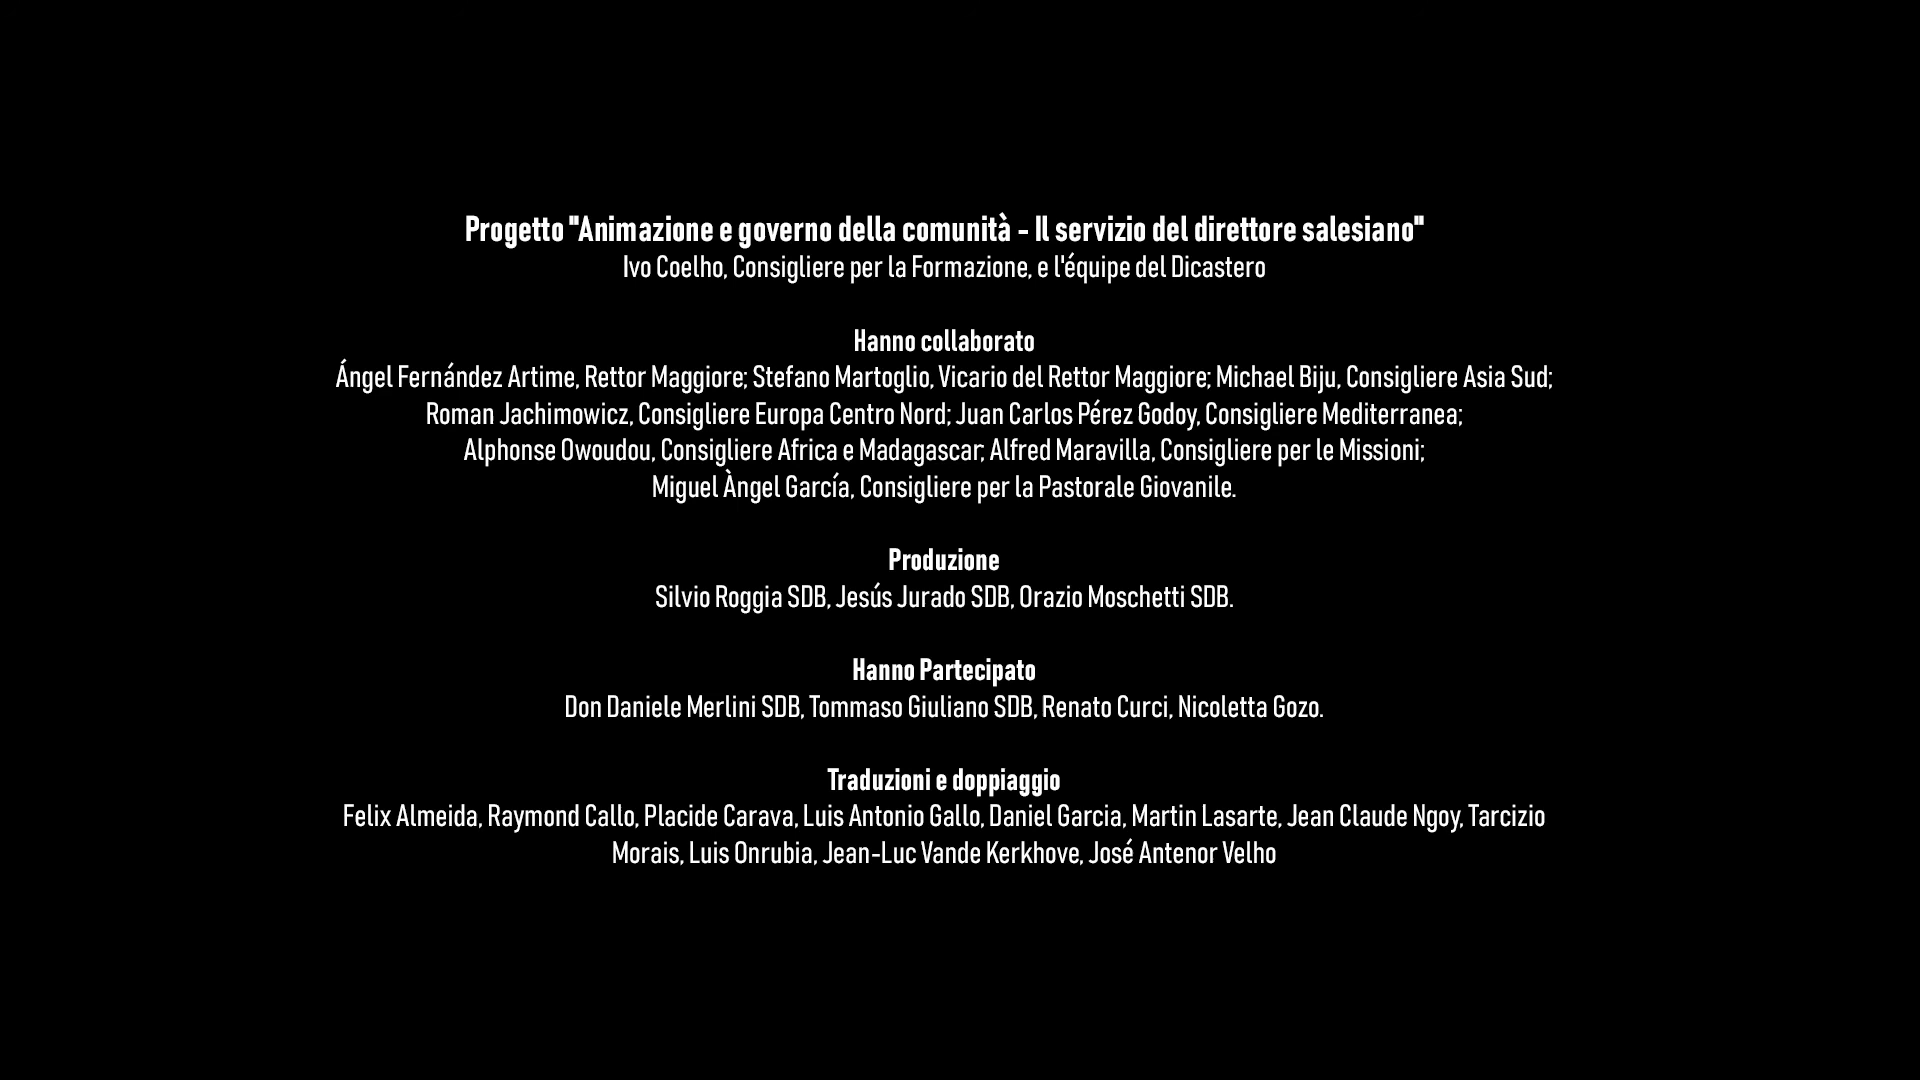 Progetto "Animazione e governo della comunità - Il servizio del direttore salesiano"
Ivo Coelho, Consigliere per la Formazione, e l'équipe del Dicastero
Hanno collaborato
Ángel Fernández Artime, Rettor Maggiore; Stefano Martoglio, Vicario del Rettor Maggiore; Michael Biju, Consigliere Asia Sud;
Roman Jachimowicz, Consigliere Europa Centro Nord; Juan Carlos Pérez Godoy, Consigliere Mediterranea;
Alphonse Owoudou, Consigliere Africa e Madagascar; Alfred Maravilla, Consigliere per le Missioni;
Miguel Àngel García, Consigliere per la Pastorale Giovanile.
Produzione
Silvio Roggia SDB, Jesús Jurado SDB, Orazio Moschetti SDB.
Hanno Partecipato
Don Daniele Merlini SDB, Tommaso Giuliano SDB, Renato Curci, Nicoletta Gozo.
Traduzioni e doppiaggio
Felix Almeida, Raymond Callo, Placide Carava, Luis Antonio Gallo, Daniel Garcia, Martin Lasarte, Jean Claude Ngoy, Tarcizio
Morais, Luis Onrubia, Jean-Luc Vande Kerkhove, José Antenor Velho